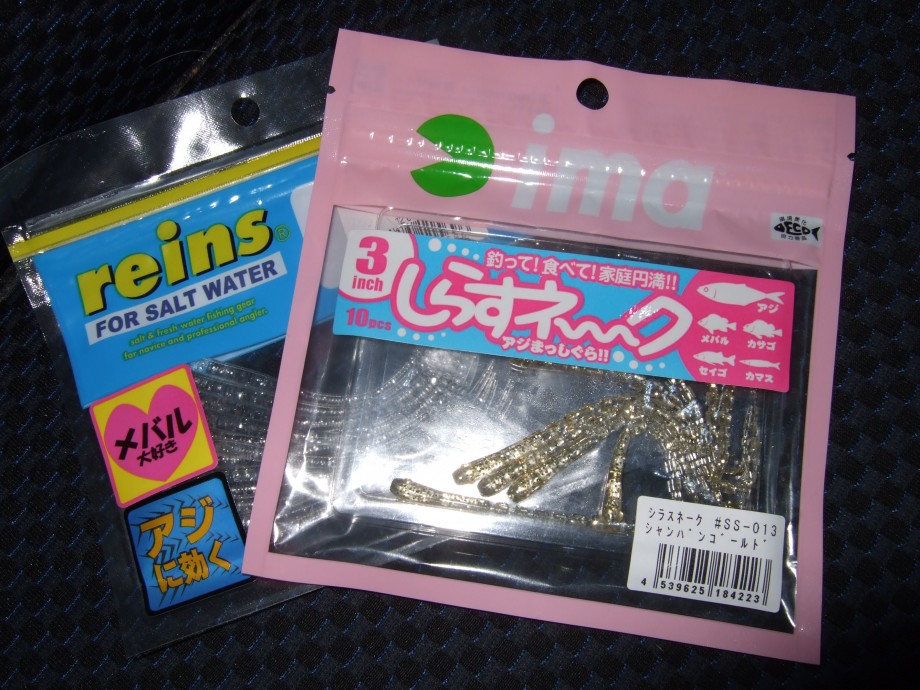 reins®
FOR SALT WATER
salt & fresh water fishing gear
for novice and professional angler.
メバル
大好き
アジ
に効く
ima
ECO
3
inch
10pcs
釣って!食べて!家庭円満!!
しらすネ〜ク
アジまっしぐら!!
アジ
メバル カサゴ
セイゴ カマス
シラスネーク #SS-013
シャンパンゴールド
4 539625 184223